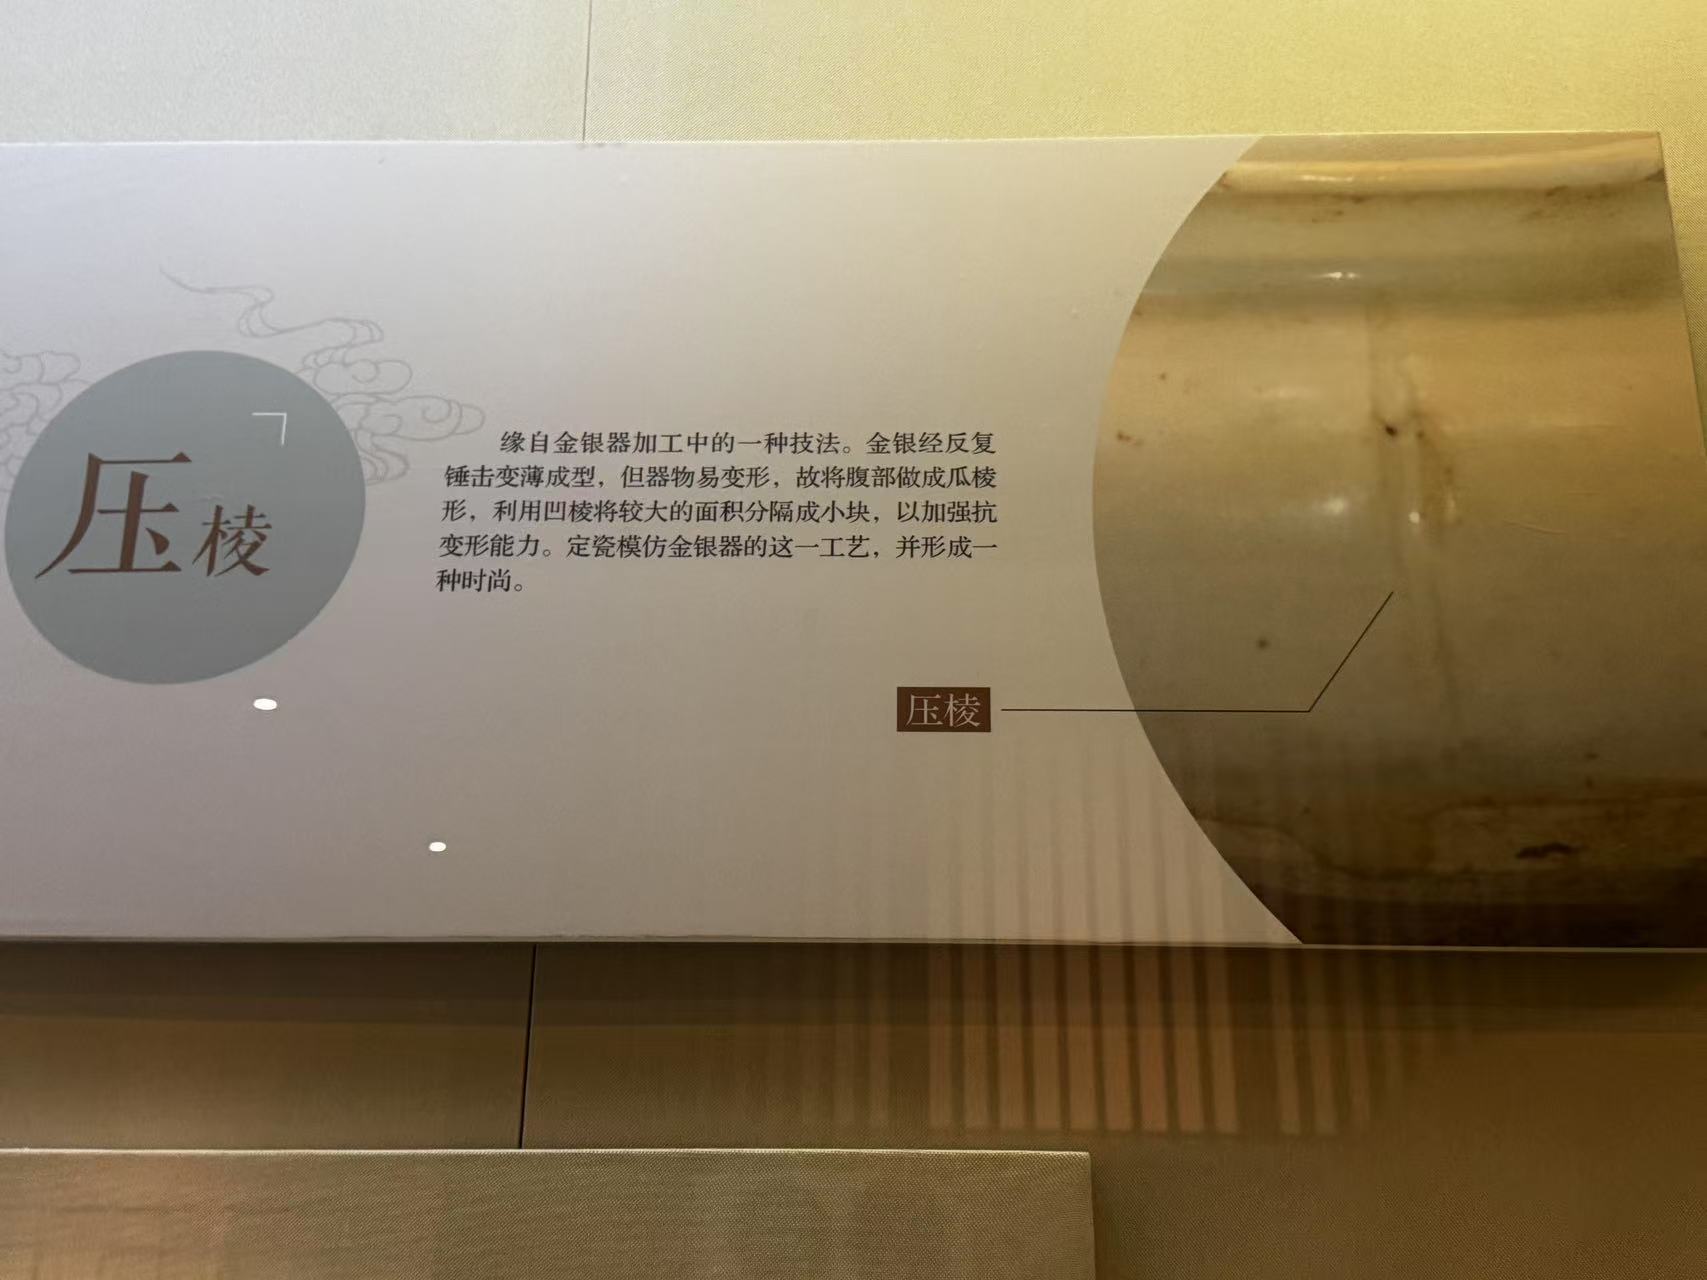 压棱
缘自金银器加工中的一种技法。金银经反复
锤击变薄成型，但器物易变形，故将腹部做成瓜棱
形，利用凹棱将较大的面积分隔成小块，以加强抗
变形能力。定瓷模仿金银器的这一工艺，并形成一
种时尚。
压棱